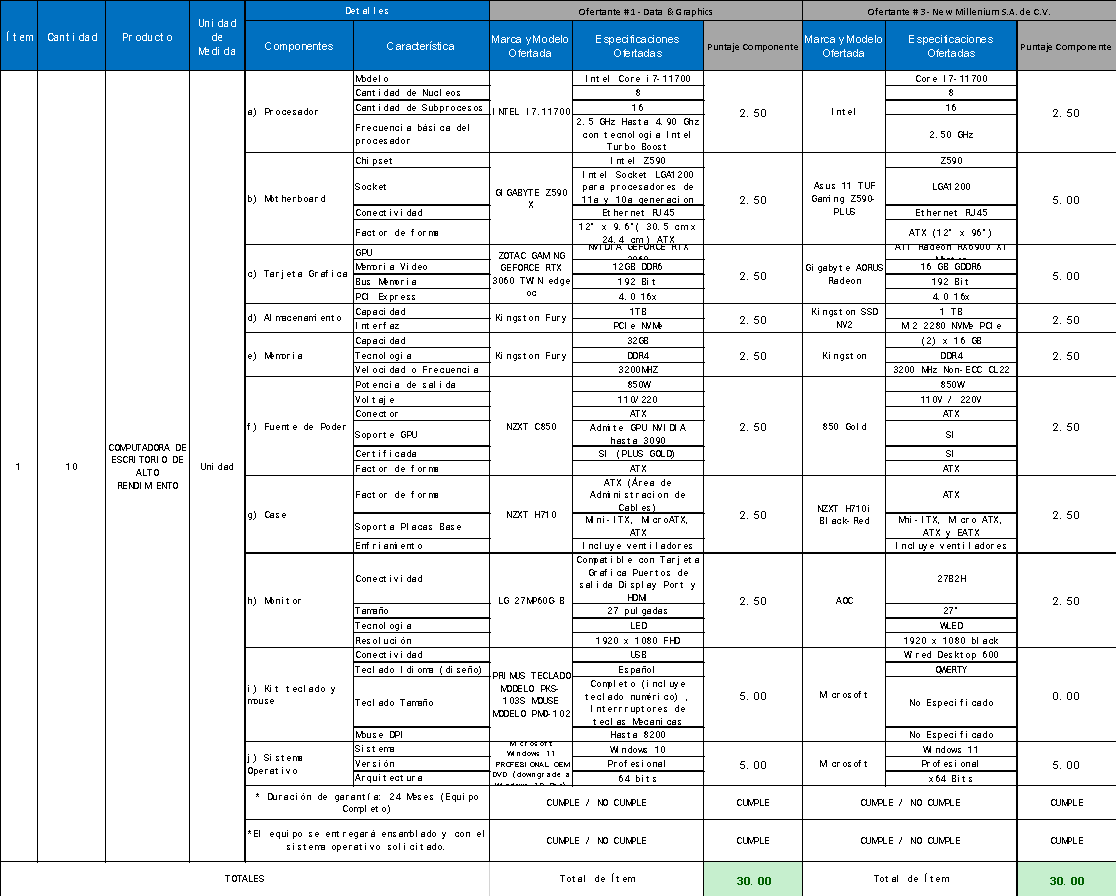 Ítem
Cantidad
Producto
Unidad de Medida
Detalles
Ofertante #1- Data & Graphics
Ofertante #3- New Millenium S.A. de C.V.
Componentes
Característica
Marca y Modelo Ofertada
Especificaciones Ofertadas
Puntaje Componente
Marca y Modelo Ofertada
Especificaciones Ofertadas
Puntaje Componente
1
10
COMPUTADORA DE ESCRITORIO DE ALTO RENDIMIENTO
Unidad
a) Procesador
Modelo
INTEL I7.11700
Intel Core i7-11700
2.50
Intel
Core I7-11700
2.50
Cantidad de Nucleos
8
8
Cantidad de Subprocesos
16
16
Frecuencia básica del procesador
2.5 GHz Hasta 4.90 Ghz con tecnologia Intel Turbo Boost
2.50 GHz
b) Motherboard
Chipset
GIGABYTE Z590 X
Intel Z590
2.50
Asus 11 TUF Gaming Z590-PLUS
Z590
5.00
Socket
Intel Socket LGA1200 para procesadores de 11a y 10a generacion
LGA1200
Conectividad
Ethernet RJ45
Ethernet RJ45
Factor de forma
12" x 9.6"( 30.5 cmx 24.4 cm) ATX
ATX (12" x 96")
c) Tarjeta Grafica
GPU
ZOTAC GAMING GEFORCE RTX 3060 TWIN edge oc
NVIDIA GEFORCE RTX 3060
2.50
Gigabyte AORUS Radeon
ATI Radeon RX6900 XT
5.00
Memoria Video
12GB DDR6
16 GB GDDR6
Bus Memoria
192 Bit
192 Bit
PCI Express
4.0 16x
4.0 16x
d) Almacenamiento
Capacidad
Kingston Fury
1TB
2.50
Kingston SSD NV2
1 TB
2.50
Interfaz
PCIe NVMe
M.2 2280 NVMe PCIe
e) Memoria
Capacidad
Kingston Fury
32GB
2.50
Kingston
(2) x 16 GB
2.50
Tecnologia
DDR4
DDR4
Velocidad o Frecuencia
3200MHZ
3200 MHz Non-ECC CL22
f) Fuente de Poder
Potencia de salida
NZXT C850
850W
2.50
850 Gold
850W
2.50
Voltaje
110/220
110V / 220V
Conector
ATX
ATX
Soporte GPU
Admite GPU NVIDIA hasta 3090
SI
Certificada
SI (PLUS GOLD)
SI
Factor de forma
ATX
ATX
g) Case
Factor de forma
NZXT H710
ATX (Área de Administracion de Cables)
2.50
NZXT H710i Black-Red
ATX
2.50
Soporta Placas Base
Mini-ITX, MicroATX, ATX
Mni-ITX, Micro ATX, ATX y EATX
Enfriamiento
Incluye ventiladores
Incluye ventiladores
h) Monitor
Conectividad
LG 27MP60G-B
Compatible con Tarjeta Grafica Puertos de salida Display Port y HDMI
2.50
AOC
27B2H
2.50
Tamaño
27 pulgadas
27"
Tecnologia
LED
WLED
Resolución
1920 x 1080 FHD
1920 x 1080 black
i) Kit teclado y mouse
Conectividad
PRIMUS TECLADO MODELO PKS-103S MOUSE MODELO PMO-102
USB
5.00
Microsoft
Wired Desktop 600
0.00
Teclado Idioma (diseño)
Español
QWERTY
Teclado Tamaño
Completo (incluye teclado numérico) , Interrruptores de teclas Mecanicas
No Especificado
Mouse DPI
Hasta 8200
No Especificado
j) Sistema Operativo
Sistema
Microsoft Windows 11 PROFESIONAL OEM DVD (downgrade a
Windows 10
5.00
Microsoft
Windows 11
5.00
Versión
Profesional
Profesional
Arquitectura
64 bits
x64 Bits
* Duración de garantía: 24 Meses (Equipo Completo)
CUMPLE / NO CUMPLE
CUMPLE
CUMPLE / NO CUMPLE
CUMPLE
*El equipo se entregará ensamblado y con el sistema operativo solicitado.
CUMPLE / NO CUMPLE
CUMPLE
CUMPLE / NO CUMPLE
CUMPLE
TOTALES
Total de Ítem
30.00
Total de Ítem
30.00